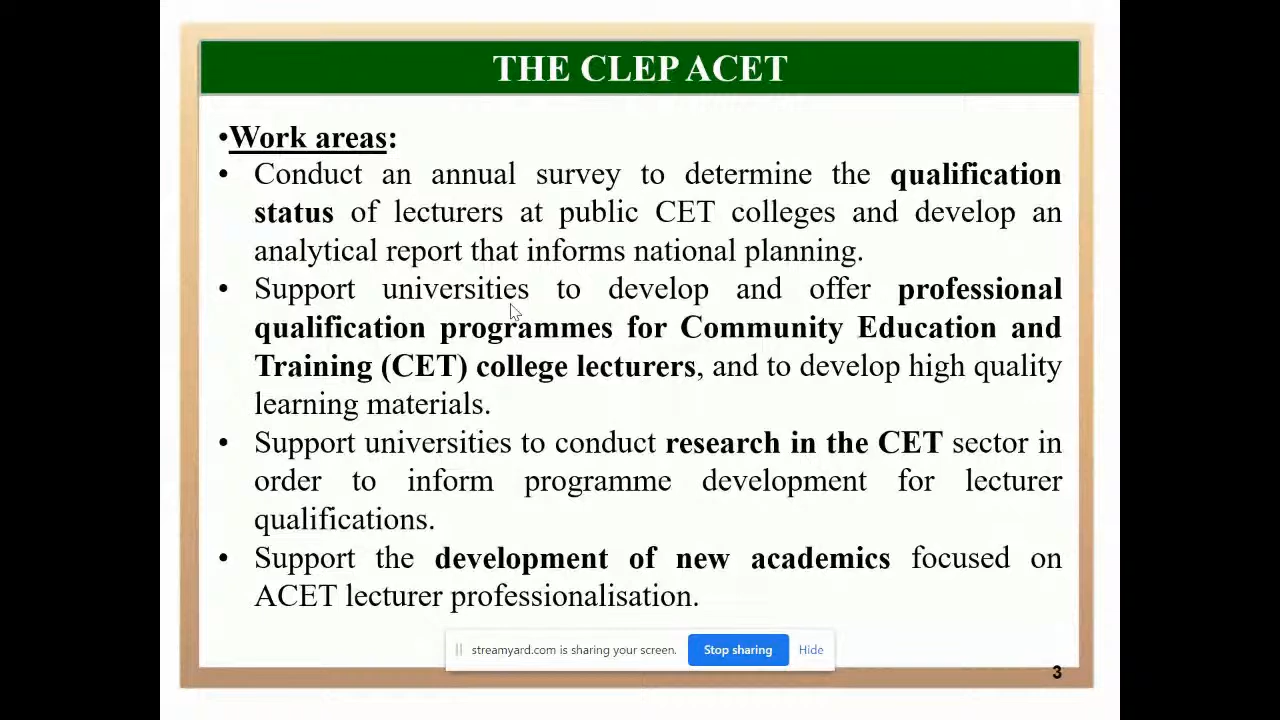 THE CLEP ACET
•Work areas:
• Conduct an annual survey to determine the qualification
status of lecturers at public CET colleges and develop an
analytical report that informs national planning.
• Support universities to develop and offer professional
qualification programmes for Community Education and
Training (CET) college lecturers, and to develop high quality
learning materials.
• Support universities to conduct research in the CET sector in
order to inform programme development for lecturer
qualifications.
• Support the development of new academics focused on
ACET lecturer professionalisation.
streamyard.com is sharing your screen. Stop sharing Hide
3